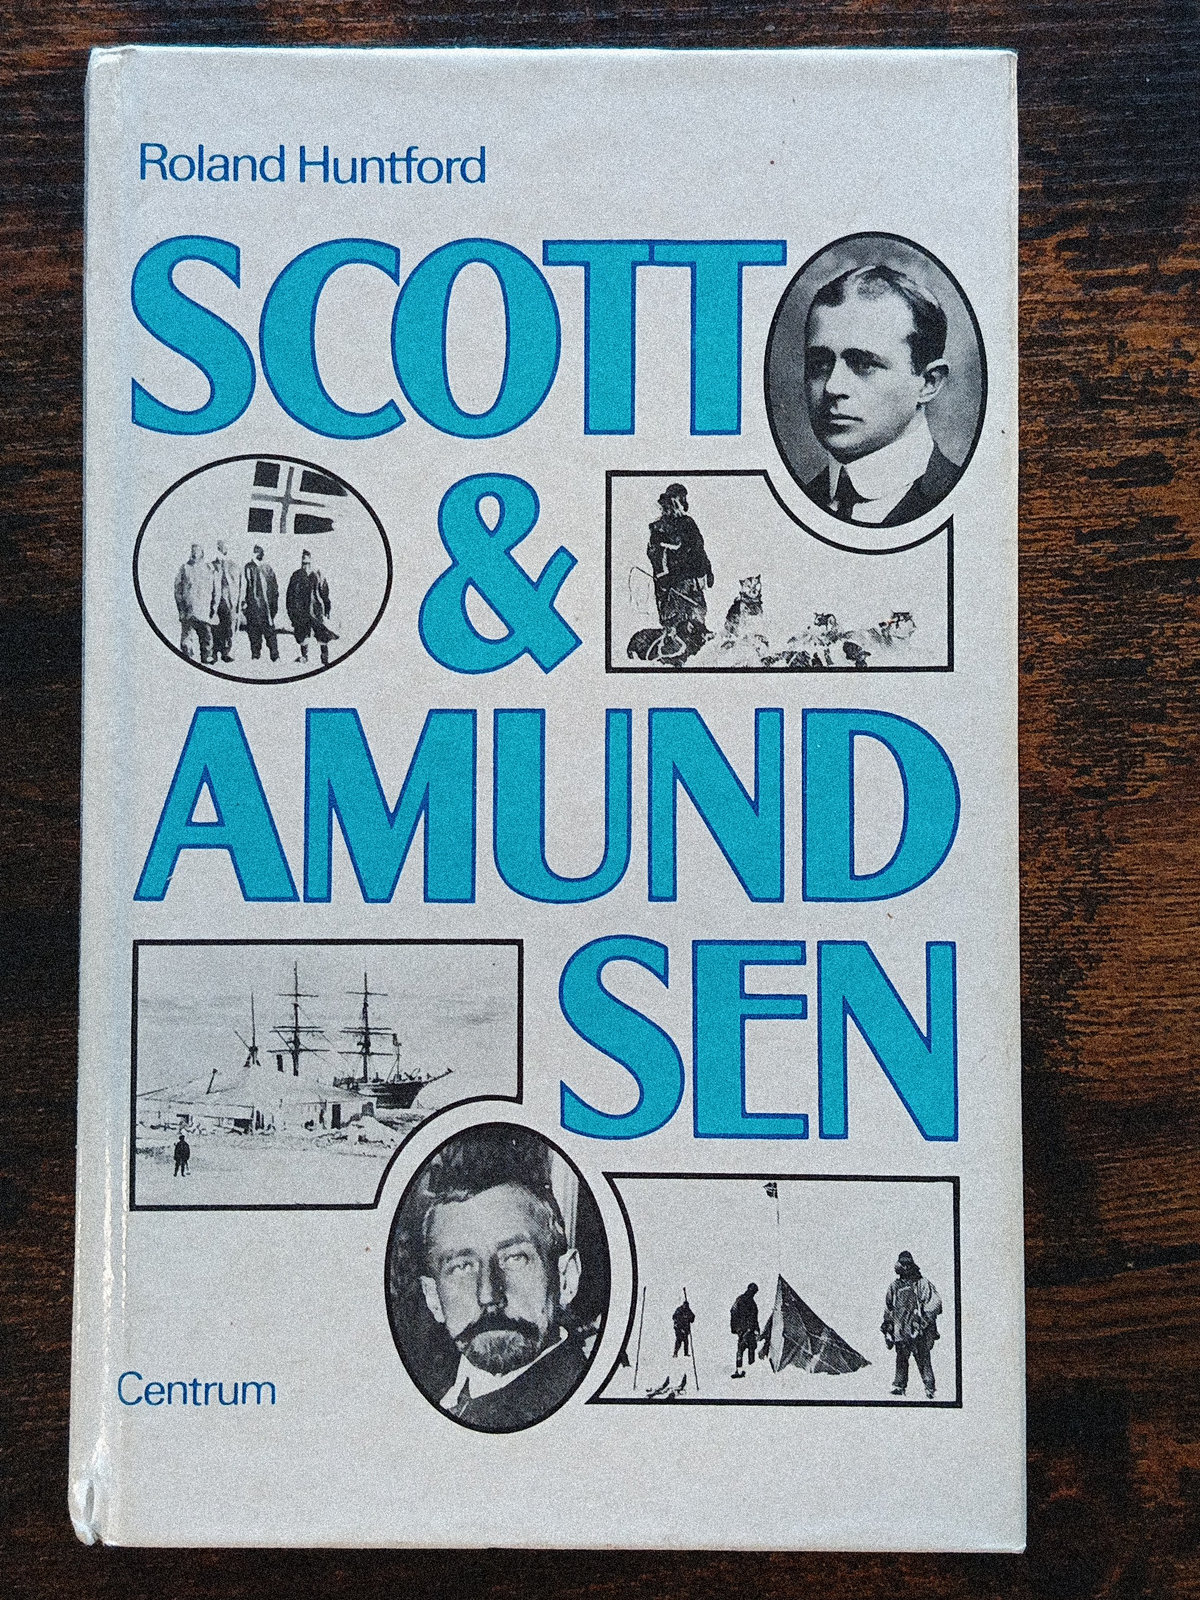 Roland Huntford
SCOTT
&
AMUND
SEN
Centrum